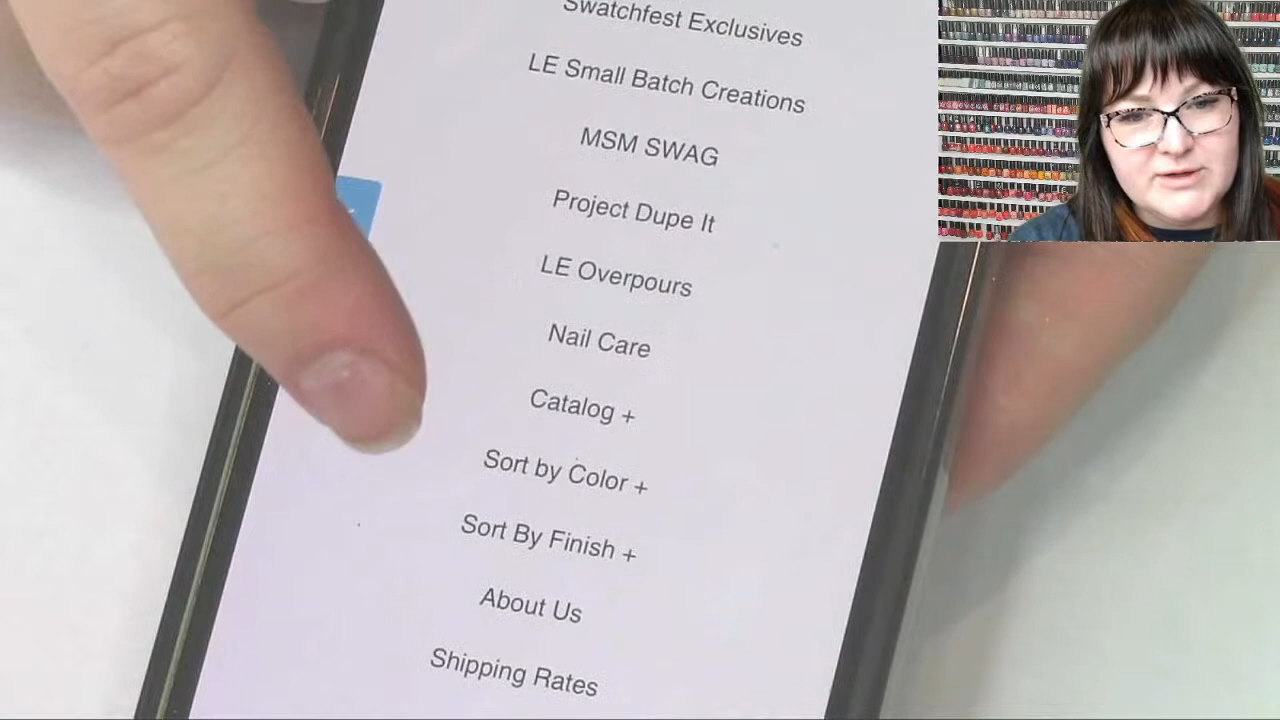 Swatchfest Exclusives
LE Small Batch Creations
MSM SWAG
Project Dupe It
LE Overpours
Nail Care
Catalog +
Sort by Color +
Sort By Finish +
About Us
Shipping Rates